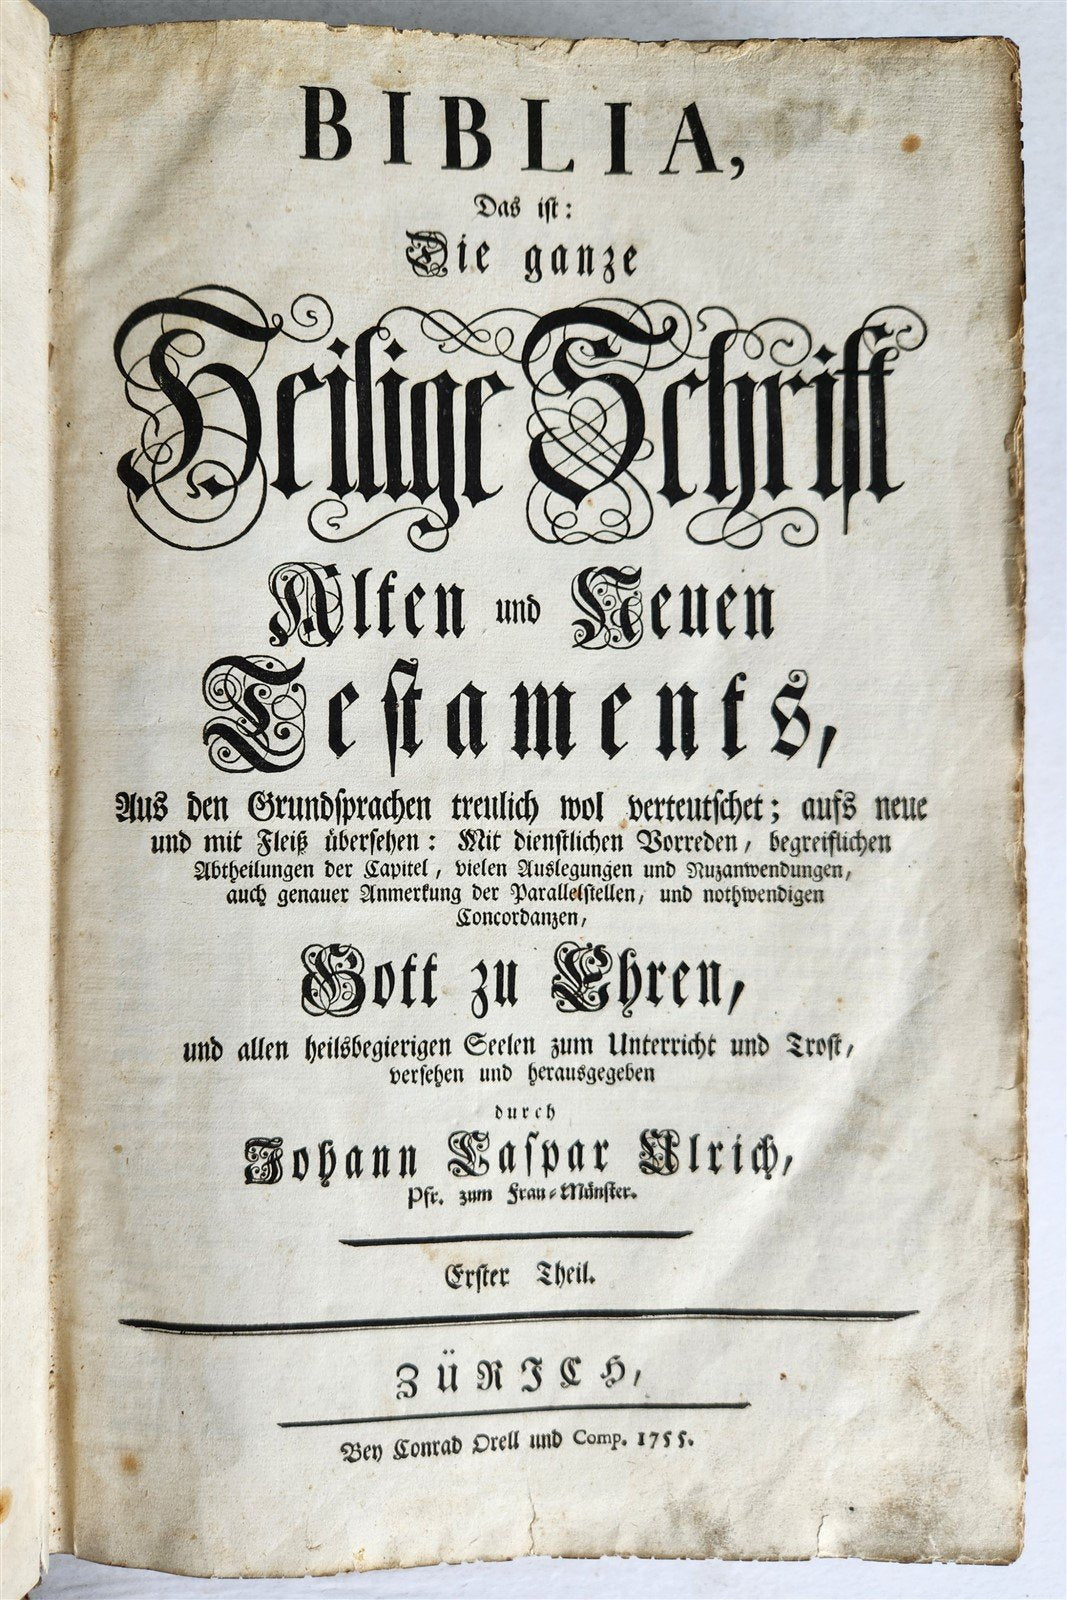 BIBLIA,
Das ist:
Die ganze
Heilige Schrift
Alten und Neuen
Testaments,
Aus den Grundsprachen treulich wol verteutschet; aufs neue
und mit Fleiß übersehen: Mit dienstlichen Vorreden, begreiflichen
Abtheilungen der Capitel, vielen Auslegungen und Nuzanwendungen,
auch genauer Anmerkung der Parallelstellen, und nothwendigen
Concordanzen,
Gott zu Ehren,
und allen heilsbegierigen Seelen zum Unterricht und Trost,
versehen und herausgegeben
durch
Johann Caspar Ulrich,
Pfr. zum Frau-Münster.
Erster Theil.
ZÜRICH,
Bey Conrad Orell und Comp. 1755.